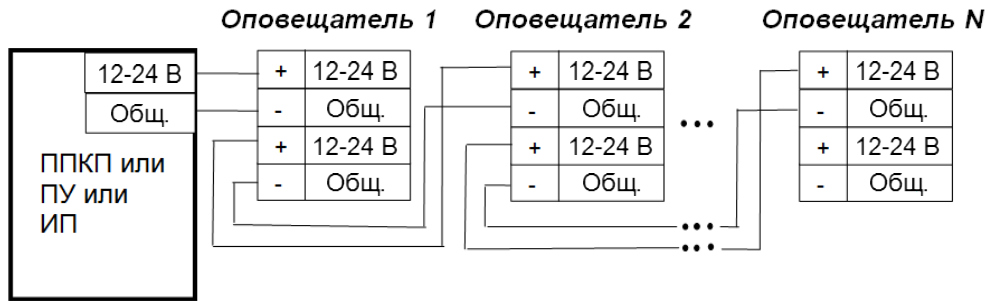 Оповещатель 1
Оповещатель 2
Оповещатель N
12-24 В
Общ.
ППКП или
ПУ или
ИП
+ 12-24 В
- Общ.
+ 12-24 В
- Общ.
+ 12-24 В
- Общ.
+ 12-24 В
- Общ.
...
...
...
+ 12-24 В
- Общ.
+ 12-24 В
- Общ.